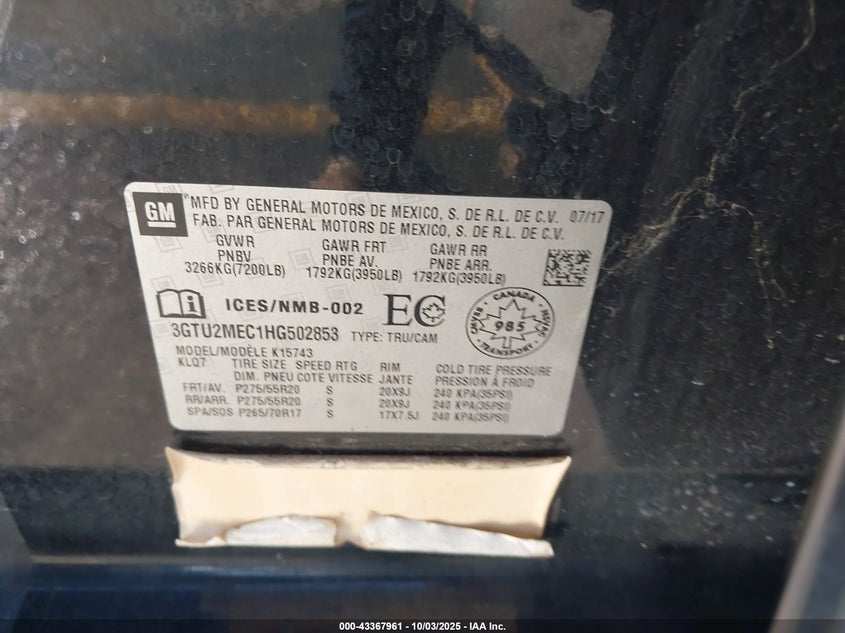 GM ® MFD BY GENERAL MOTORS DE MEXICO, S. DE R.L. DE C.V. 07/17
FAB. PAR GENERAL MOTORS DE MEXICO, S. DE R.L. DE C.V.
GVWR GAWR FRT GAWR RR
PNBV PNBE AV. PNBE ARR.
3266KG(7200LB) 1792KG(3950LB) 1792KG(3950LB)
ICES/NMB-002 EC
CANADA
SVMAC 985 NSVAC
TRANSPORT
3GTU2MEC1HG502853 TYPE: TRU/CAM
MODEL/MODÈLE K15743
KLQ7 TIRE SIZE SPEED RTG RIM COLD TIRE PRESSURE
DIM. PNEU COTE VITESSE JANTE PRESSION À FROID
FRT/AV. P275/55R20 S 20X9J 240 KPA(35PSI)
RR/ARR. P275/55R20 S 20X9J 240 KPA(35PSI)
SPA/SOS P265/70R17 S 17X7.5J 240 KPA(35PSI)
000-43367961 - 10/03/2025 - IAA Inc.